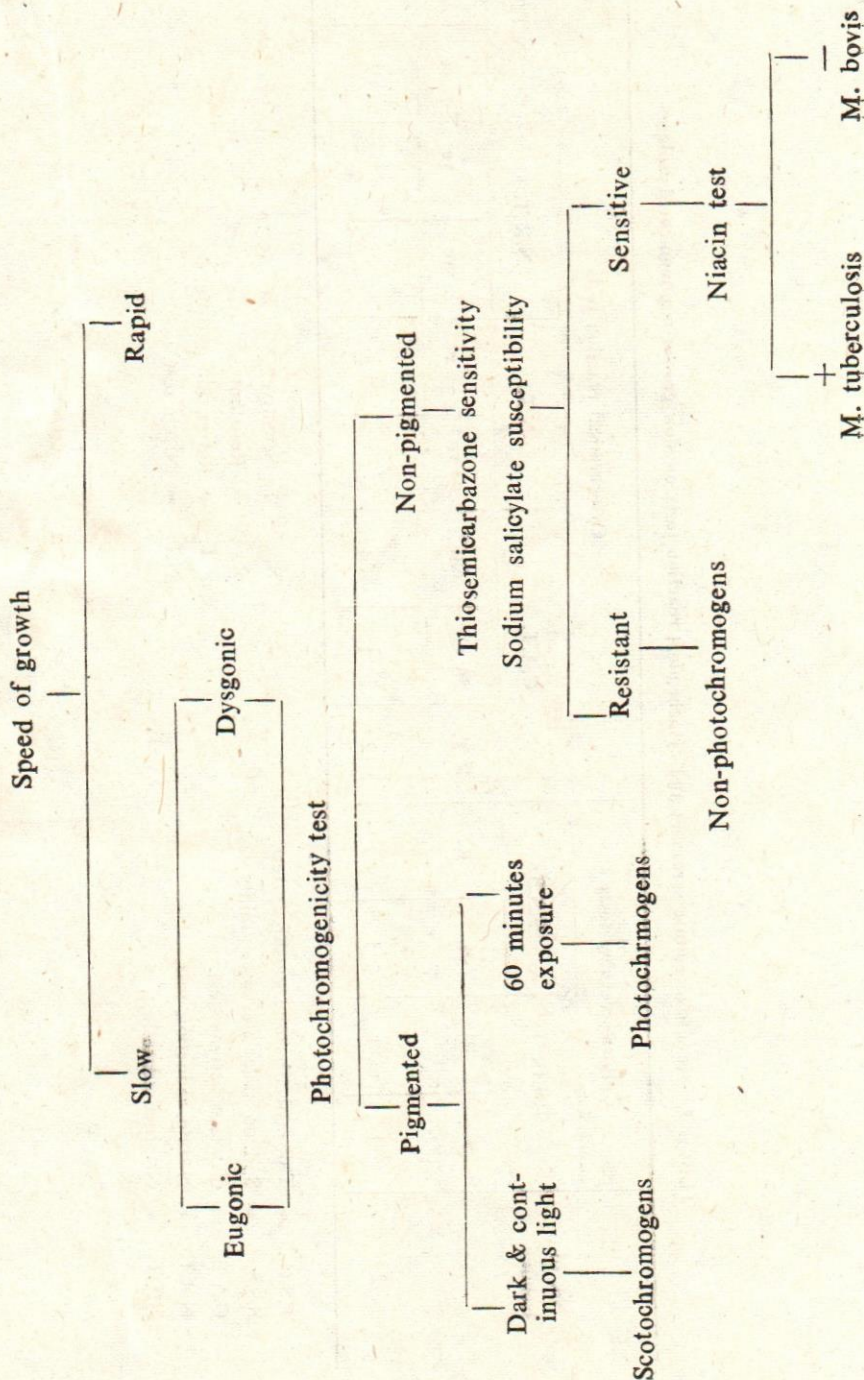 Speed of growth
Slow
Rapid
Eugonic
Dysgonic
Photochromogenicity test
Pigmented
Non-pigmented
Thiosemicarbazone sensitivity
Sodium salicylate susceptibility
Dark & cont-
inuous light
60 minutes
exposure
Resistant
Sensitive
Scotochromogens
Photochrmogens
Non-photochromogens
Niacin test
+
−
M. tuberculosis
M. bovis